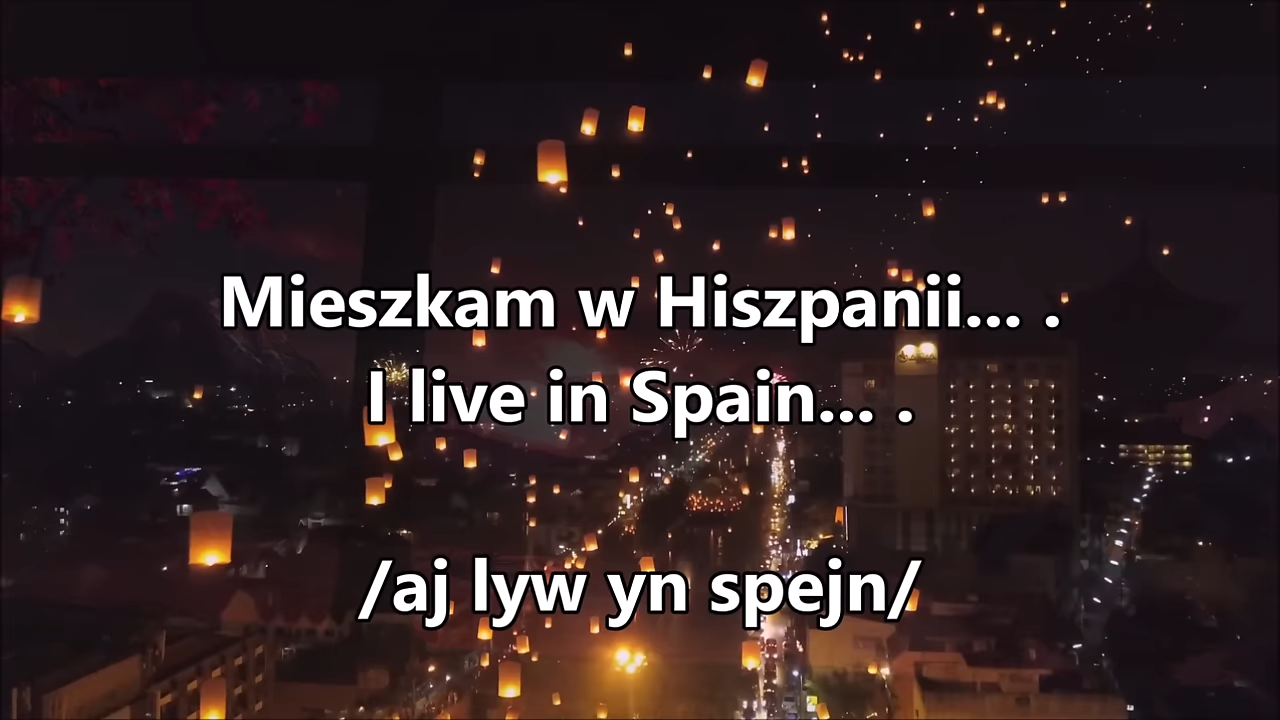 Mieszkam w Hiszpanii... .
I live in Spain... .
/aj lyw yn spejn/